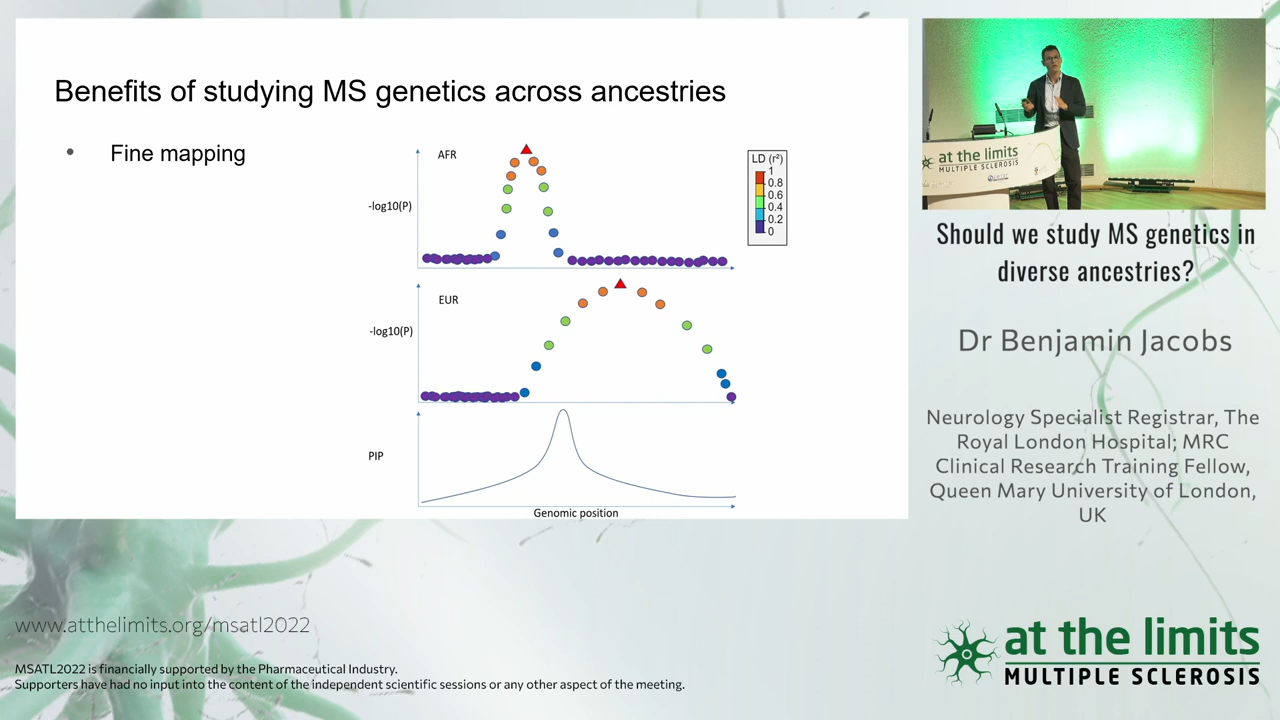 Benefits of studying MS genetics across ancestries
• Fine mapping
AFR
-log10(P)
LD (r²)
1
0.8
0.6
0.4
0.2
0
EUR
-log10(P)
PIP
Genomic position
at the limits
MULTIPLE SCLEROSIS
Should we study MS genetics in
diverse ancestries?
Dr Benjamin Jacobs
Neurology Specialist Registrar, The
Royal London Hospital; MRC
Clinical Research Training Fellow,
Queen Mary University of London,
UK
www.atthelimits.org/msatl2022
MSATL2022 is financially supported by the Pharmaceutical Industry.
Supporters have had no input into the content of the independent scientific sessions or any other aspect of the meeting.
at the limits
MULTIPLE SCLEROSIS